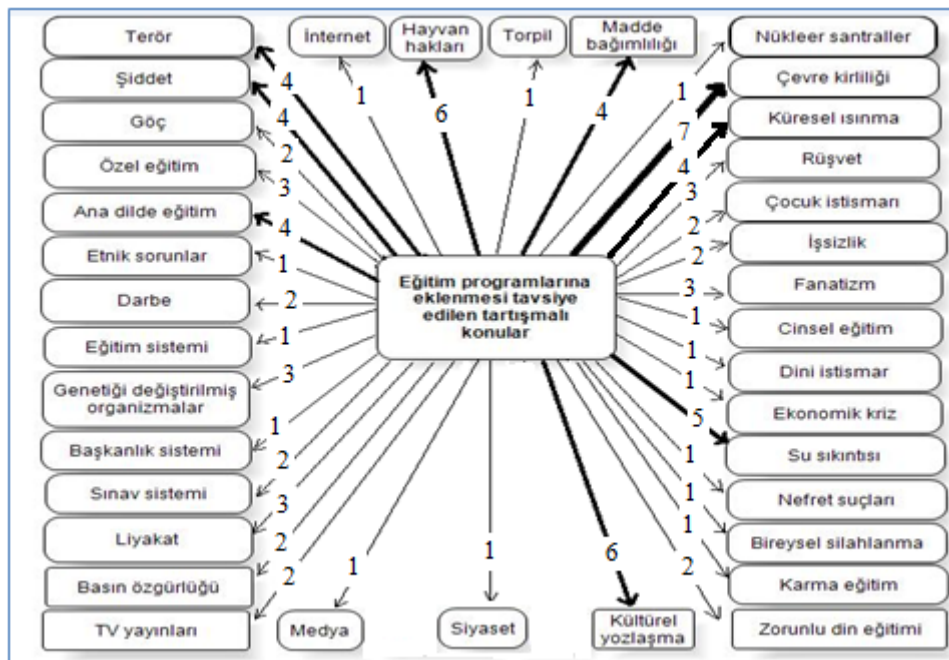 Terör
İnternet
Hayvan
hakları
Torpil
Madde
bağımlılığı
Nükleer santraller
Şiddet
Çevre kirliliği
Göç
Küresel ısınma
Özel eğitim
Rüşvet
Ana dilde eğitim
Çocuk istismarı
Etnik sorunlar
İşsizlik
Darbe
Fanatizm
Eğitim sistemi
Cinsel eğitim
Genetiği değiştirilmiş
organizmalar
Dini istismar
Başkanlık sistemi
Ekonomik kriz
Sınav sistemi
Su sıkıntısı
Liyakat
Nefret suçları
Basın özgürlüğü
Bireysel silahlanma
TV yayınları
Karma eğitim
Medya
Siyaset
Kültürel
yozlaşma
Zorunlu din eğitimi
Eğitim programlarına
eklenmesi tavsiye
edilen tartışmalı
konular
4
4
2
3
4
1
2
1
3
1
2
3
2
2
1
6
1
4
1
7
4
3
2
2
3
1
1
1
5
1
1
1
2
1
1
6